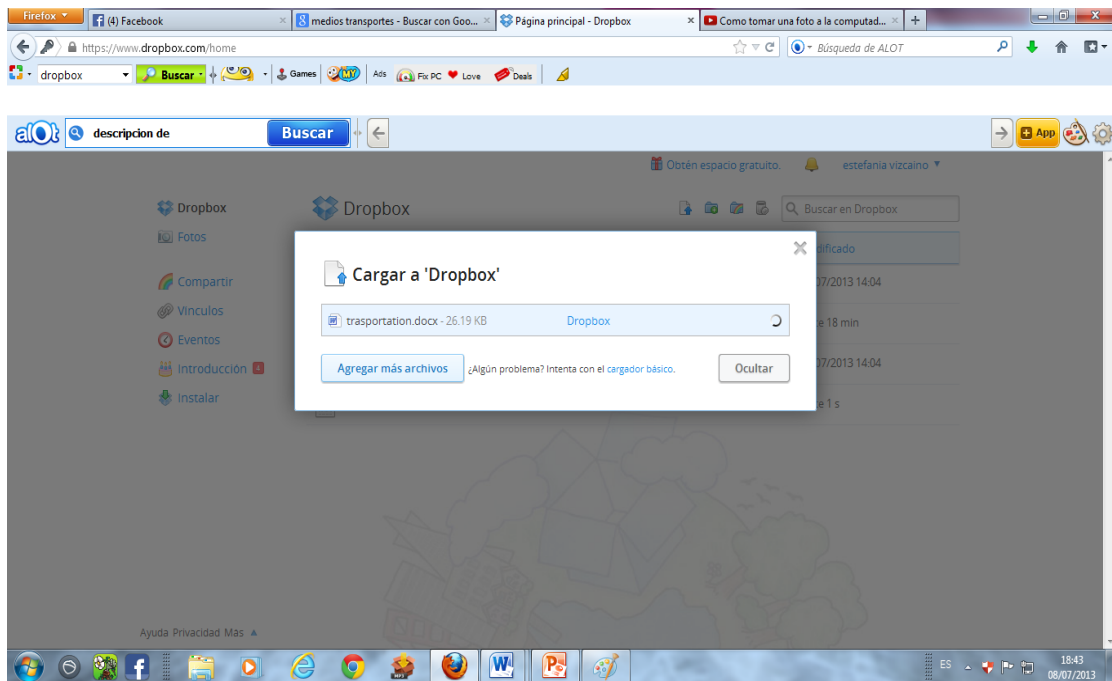 Firefox
(4) Facebook
medios transportes - Buscar con Goo...
Página principal - Dropbox
Como tomar una foto a la computad...
https://www.dropbox.com/home
Búsqueda de ALOT
dropbox
Buscar
Games
MY
Ads
Fix PC
Love
Deals
alot
descripcion de
Buscar
App
Obtén espacio gratuito.
estefania vizcaino
Dropbox
Dropbox
Buscar en Dropbox
Fotos
dificado
Cargar a 'Dropbox'
Compartir
07/2013 14:04
Vínculos
trasportation.docx - 26.19 KB
Dropbox
e 18 min
Eventos
Introducción 4
Agregar más archivos
¿Algún problema? Intenta con el cargador básico.
Ocultar
07/2013 14:04
Instalar
e 1 s
Ayuda Privacidad Más
ES
18:43
08/07/2013